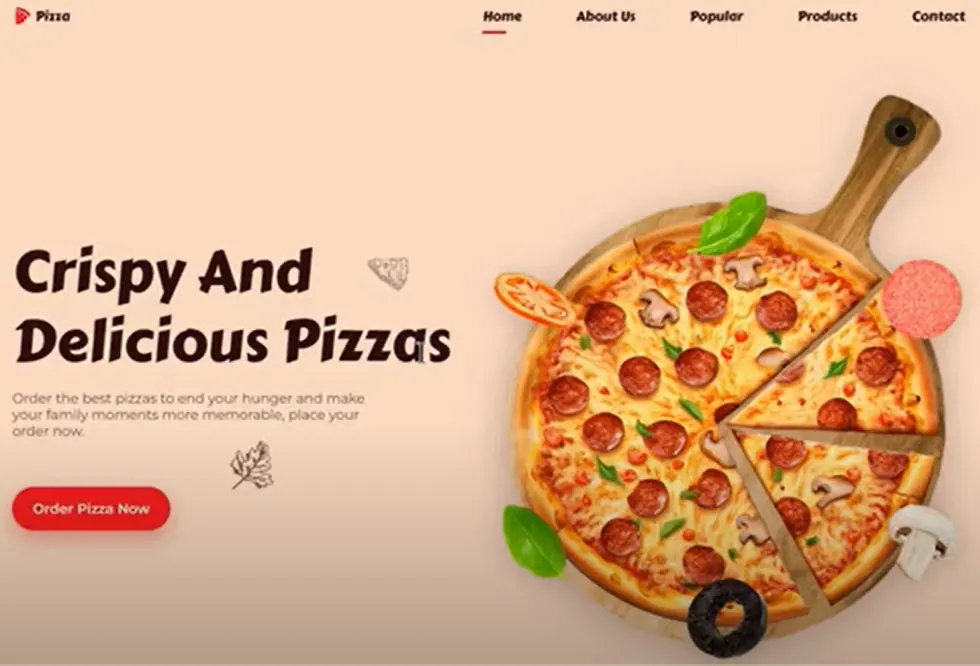 Pizza
Home About Us Popular Products Contact
Crispy And
Delicious Pizzas
Order the best pizzas to end your hunger and make
your family moments more memorable, place your
order now.
Order Pizza Now